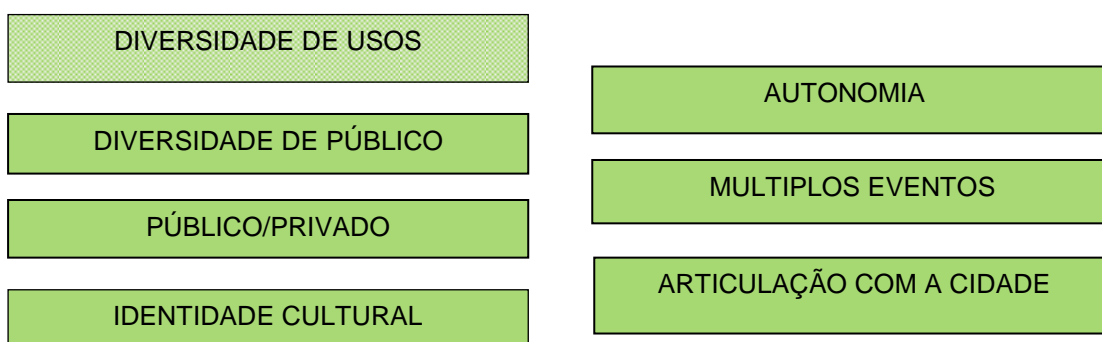 DIVERSIDADE DE USOS
DIVERSIDADE DE PÚBLICO
PÚBLICO/PRIVADO
IDENTIDADE CULTURAL
AUTONOMIA
MULTIPLOS EVENTOS
ARTICULAÇÃO COM A CIDADE